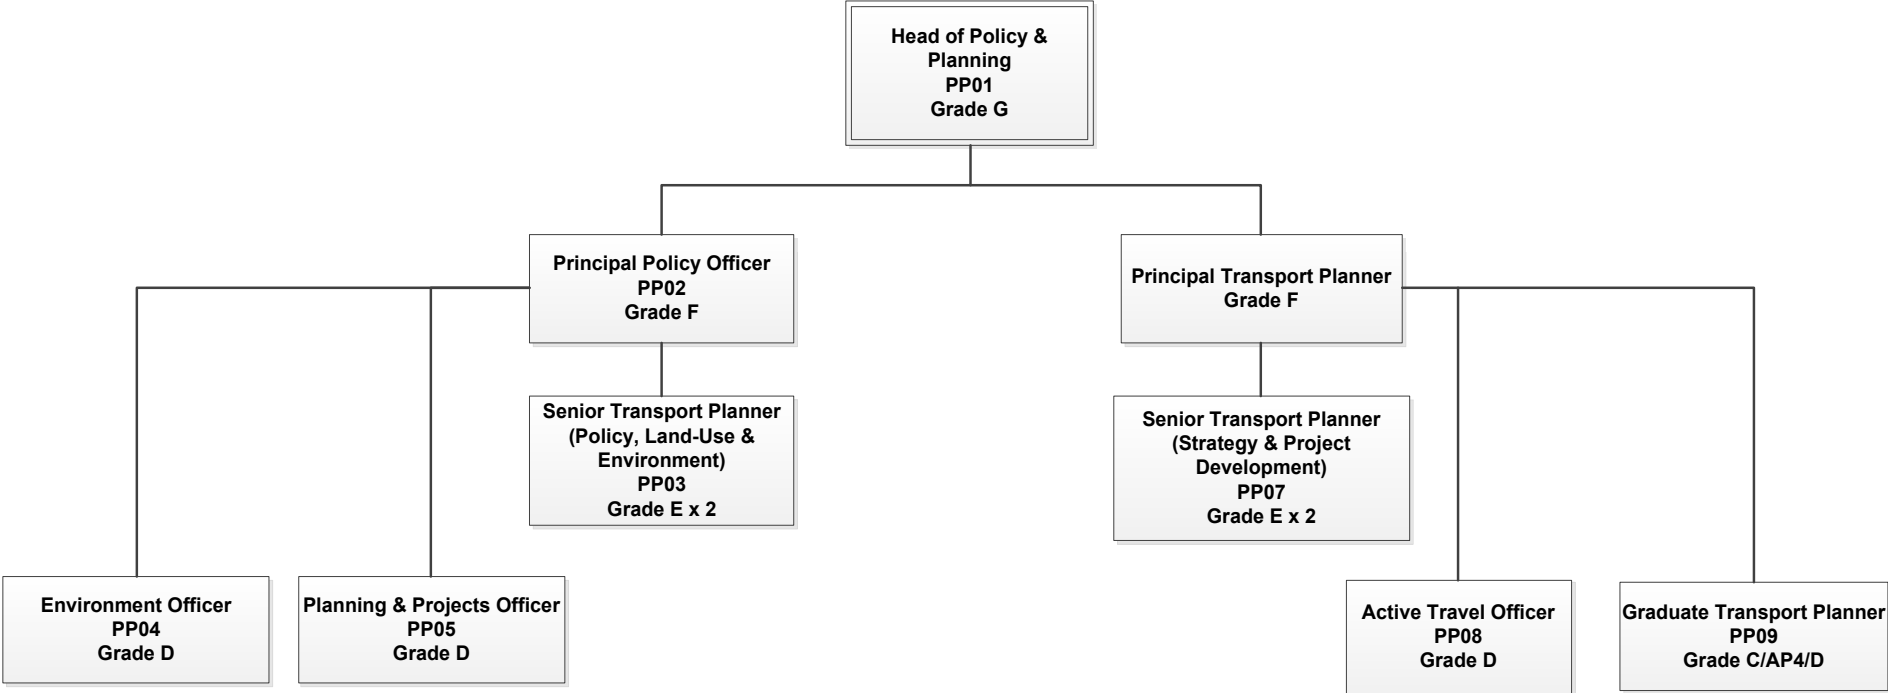 Head of Policy &
Planning
PP01
Grade G
Principal Policy Officer
PP02
Grade F
Principal Transport Planner
Grade F
Senior Transport Planner
(Policy, Land-Use &
Environment)
PP03
Grade E x 2
Senior Transport Planner
(Strategy & Project
Development)
PP07
Grade E x 2
Environment Officer
PP04
Grade D
Planning & Projects Officer
PP05
Grade D
Active Travel Officer
PP08
Grade D
Graduate Transport Planner
PP09
Grade C/AP4/D